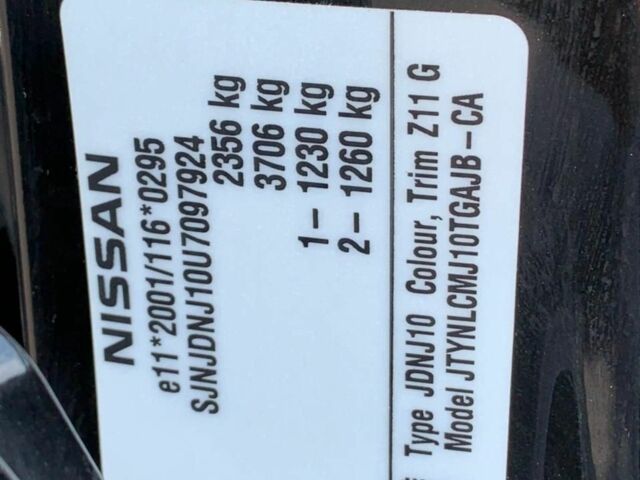 NISSAN
e11*2001/116*0295
SJNJDNJ10U7097924
2356 kg
3706 kg
1– 1230 kg
2– 1260 kg
Type JDNJ10 Colour, Trim Z11 G
Model JTYNLCMJ10TGAJB–CA